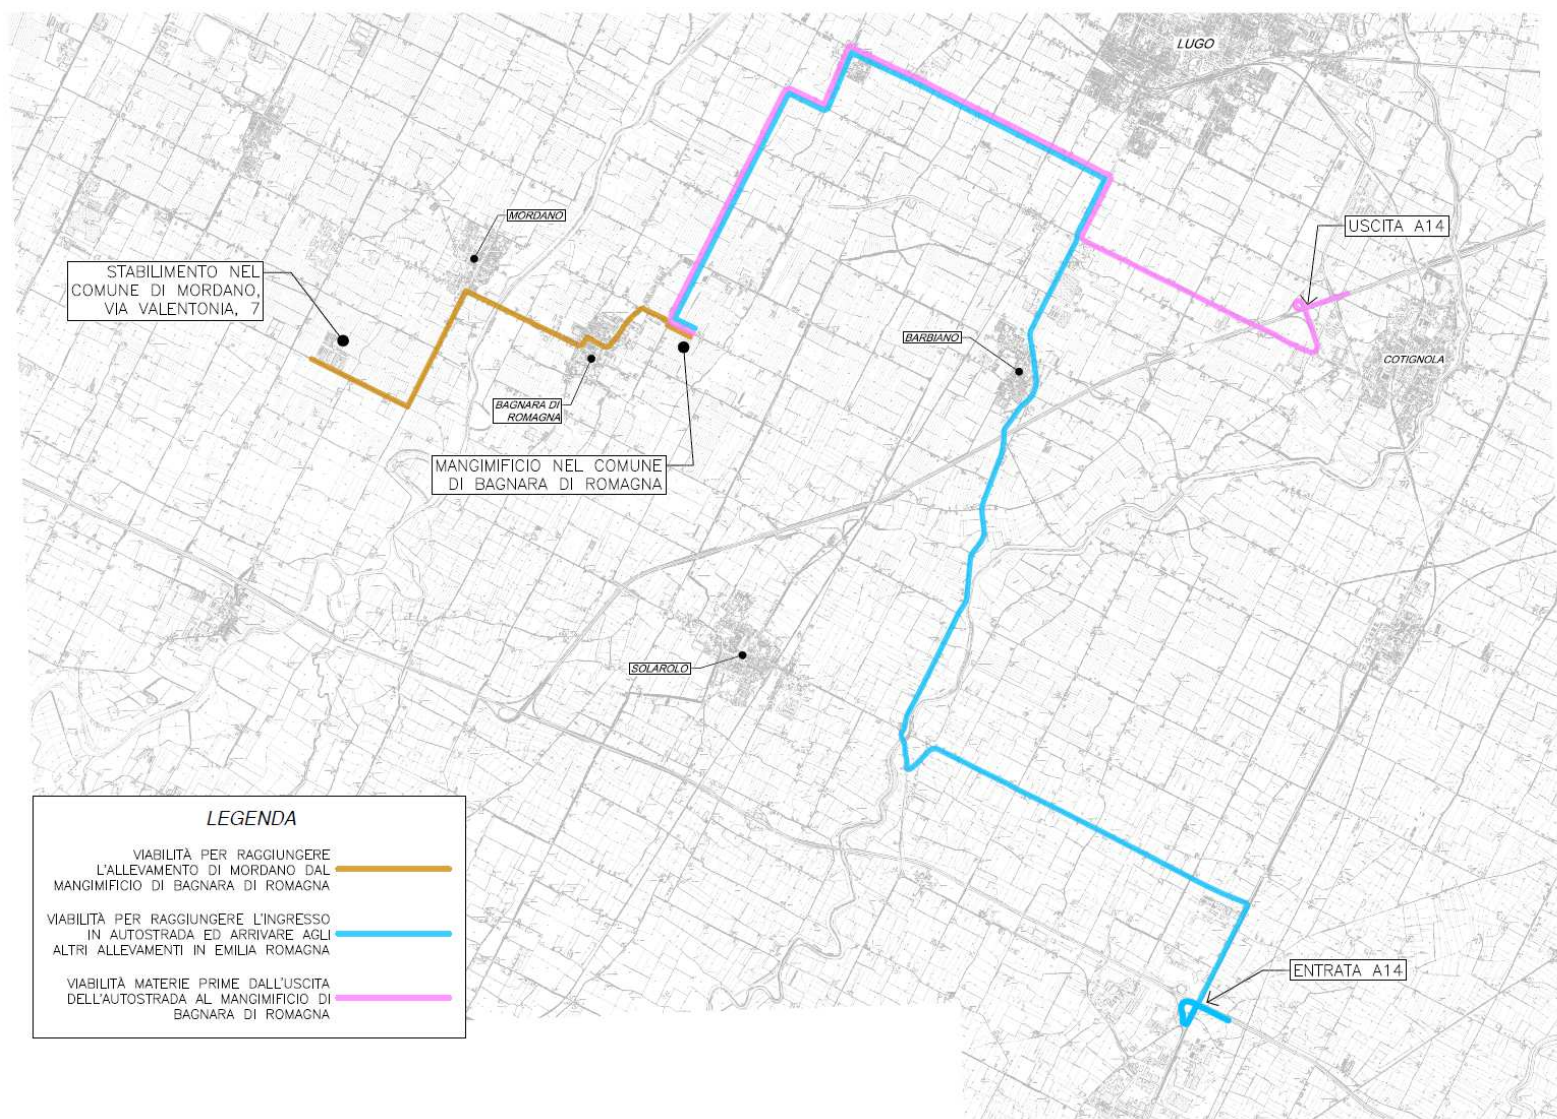 LUGO
USCITA A14
MORDANO
STABILIMENTO NEL
COMUNE DI MORDANO,
VIA VALENTONIA, 7
BARBIANO
COTIGNOLA
BAGNARA DI
ROMAGNA
MANGIMIFICIO NEL COMUNE
DI BAGNARA DI ROMAGNA
SOLAROLO
LEGENDA
VIABILITÀ PER RAGGIUNGERE
L'ALLEVAMENTO DI MORDANO DAL
MANGIMIFICIO DI BAGNARA DI ROMAGNA
VIABILITÀ PER RAGGIUNGERE L'INGRESSO
IN AUTOSTRADA ED ARRIVARE AGLI
ALTRI ALLEVAMENTI IN EMILIA ROMAGNA
VIABILITÀ MATERIE PRIME DALL'USCITA
DELL'AUTOSTRADA AL MANGIMIFICIO DI
BAGNARA DI ROMAGNA
ENTRATA A14